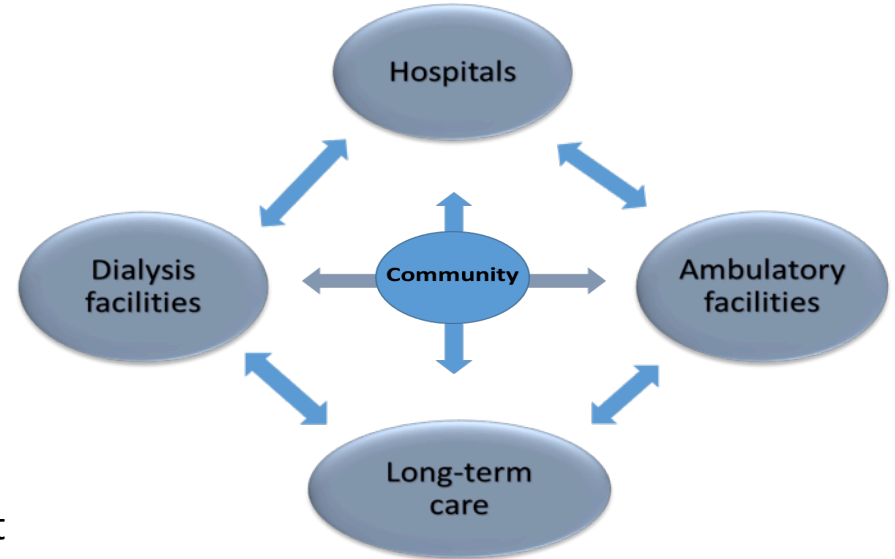 Hospitals
Dialysis
facilities
Community
Ambulatory
facilities
Long-term
care
t